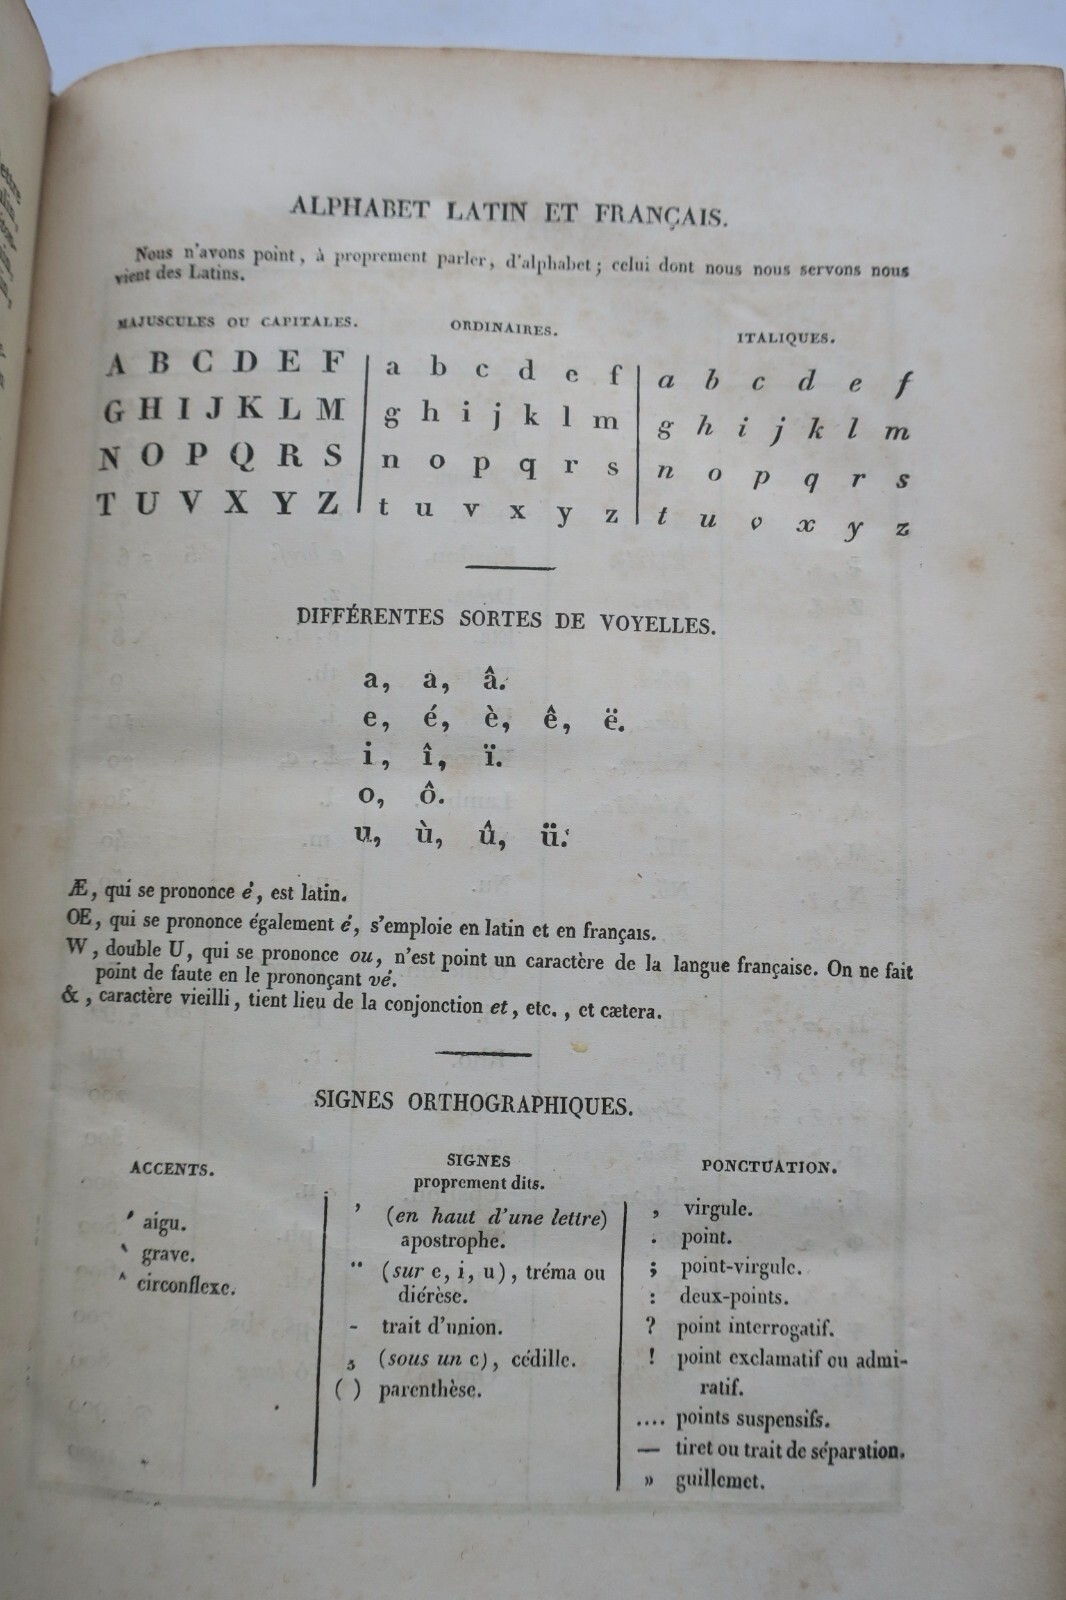 ALPHABET LATIN ET FRANÇAIS.
Nous n'avons point, à proprement parler, d'alphabet; celui dont nous nous servons nous
vient des Latins.
MAJUSCULES OU CAPITALES.
A B C D E F
G H I J K L M
N O P Q R S
T U V X Y Z
ORDINAIRES.
a b c d e f
g h i j k l m
n o p q r s
t u v x y z
ITALIQUES.
a b c d e f
g h i j k l m
n o p q r s
t u v x y z
DIFFÉRENTES SORTES DE VOYELLES.
a, à, â.
e, é, è, ê, ë.
i, î, ï.
o, ô.
u, ù, û, ü.
Æ, qui se prononce é, est latin.
OE, qui se prononce également é, s'emploie en latin et en français.
W, double U, qui se prononce ou, n'est point un caractère de la langue française. On ne fait
point de faute en le prononçant vé.
&, caractère vieilli, tient lieu de la conjonction et, etc., et cætera.
SIGNES ORTHOGRAPHIQUES.
ACCENTS.
´ aigu.
` grave.
^ circonflexe.
SIGNES
proprement dits.
' (en haut d'une lettre)
apostrophe.
¨ (sur e, i, u), tréma ou
diérèse.
- trait d'union.
¸ (sous un c), cédille.
( ) parenthèse.
PONCTUATION.
, virgule.
. point.
; point-virgule.
: deux-points.
? point interrogatif.
! point exclamatif ou admi-
ratif.
.... points suspensifs.
— tiret ou trait de séparation.
» guillemet.